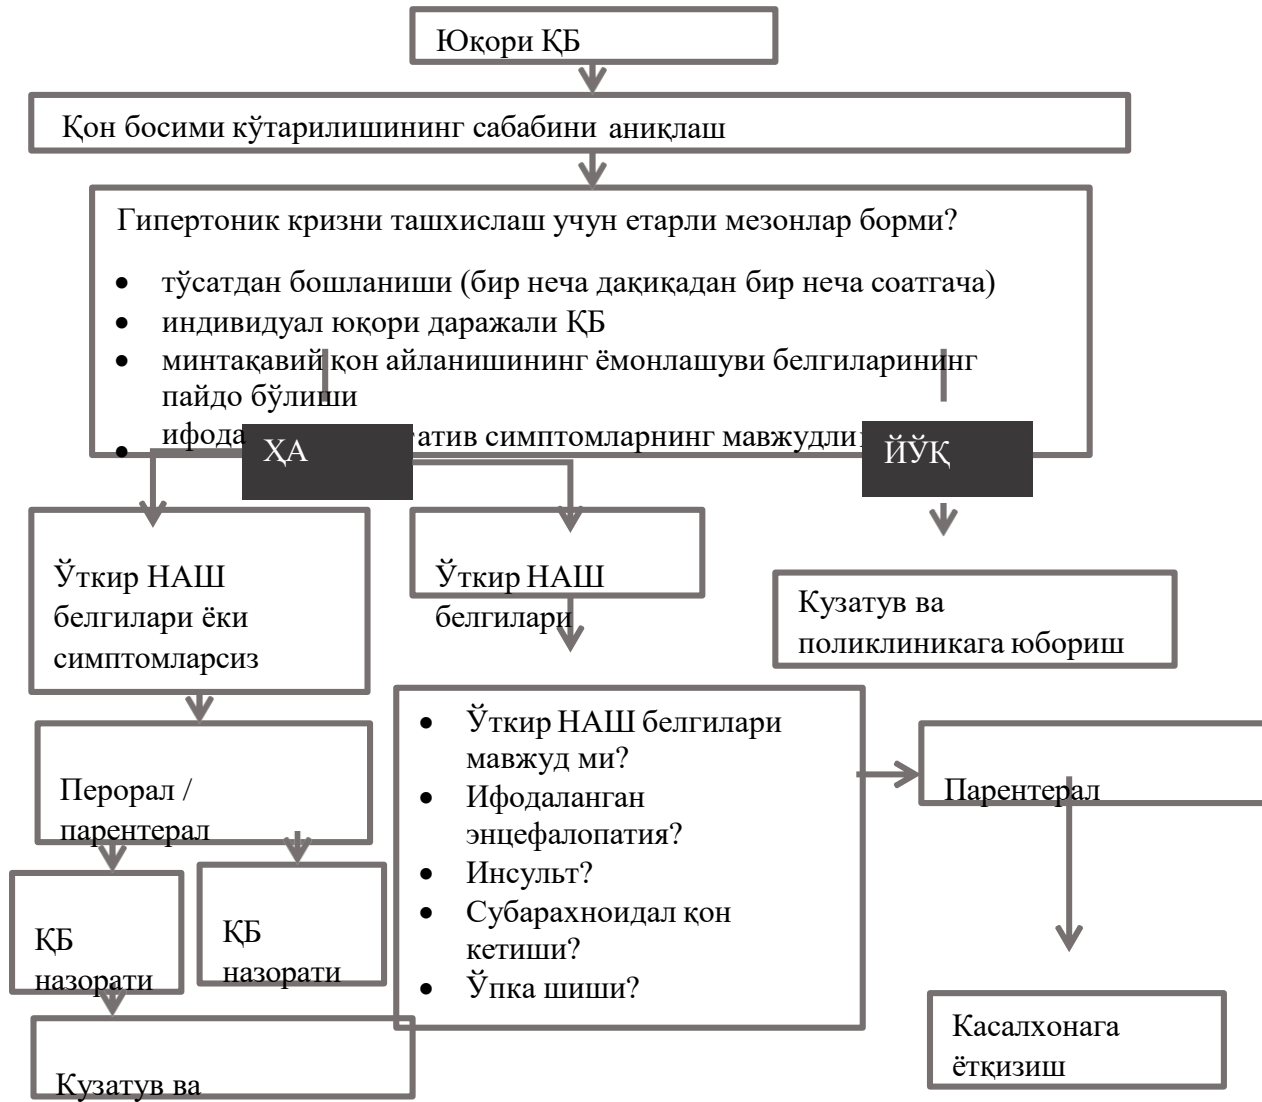 Юқори ҚБ
Қон босими кўтарилишининг сабабини аниқлаш
Гипертоник кризни ташхислаш учун етарли мезонлар борми?
• тўсатдан бошланиши (бир неча дақиқадан бир неча соатгача)
• индивидуал юқори даражали ҚБ
• минтақавий қон айланишининг ёмонлашуви белгиларининг
пайдо бўлиши
• симптомларнинг
ҲА
ЙЎҚ
Ўткир НАШ
белгилари ёки
симптомларсиз
Ўткир НАШ
белгилари
Кузатув ва
поликлиникага юбориш
Перорал /
парентерал
• Ўткир НАШ белгилари
мавжуд ми?
• Ифодаланган
энцефалопатия?
• Инсульт?
• Субарахноидал қон
кетиши?
• Ўпка шиши?
Парентерал
ҚБ
назорати
ҚБ
назорати
Касалхонага
ётқизиш
Кузатув ва